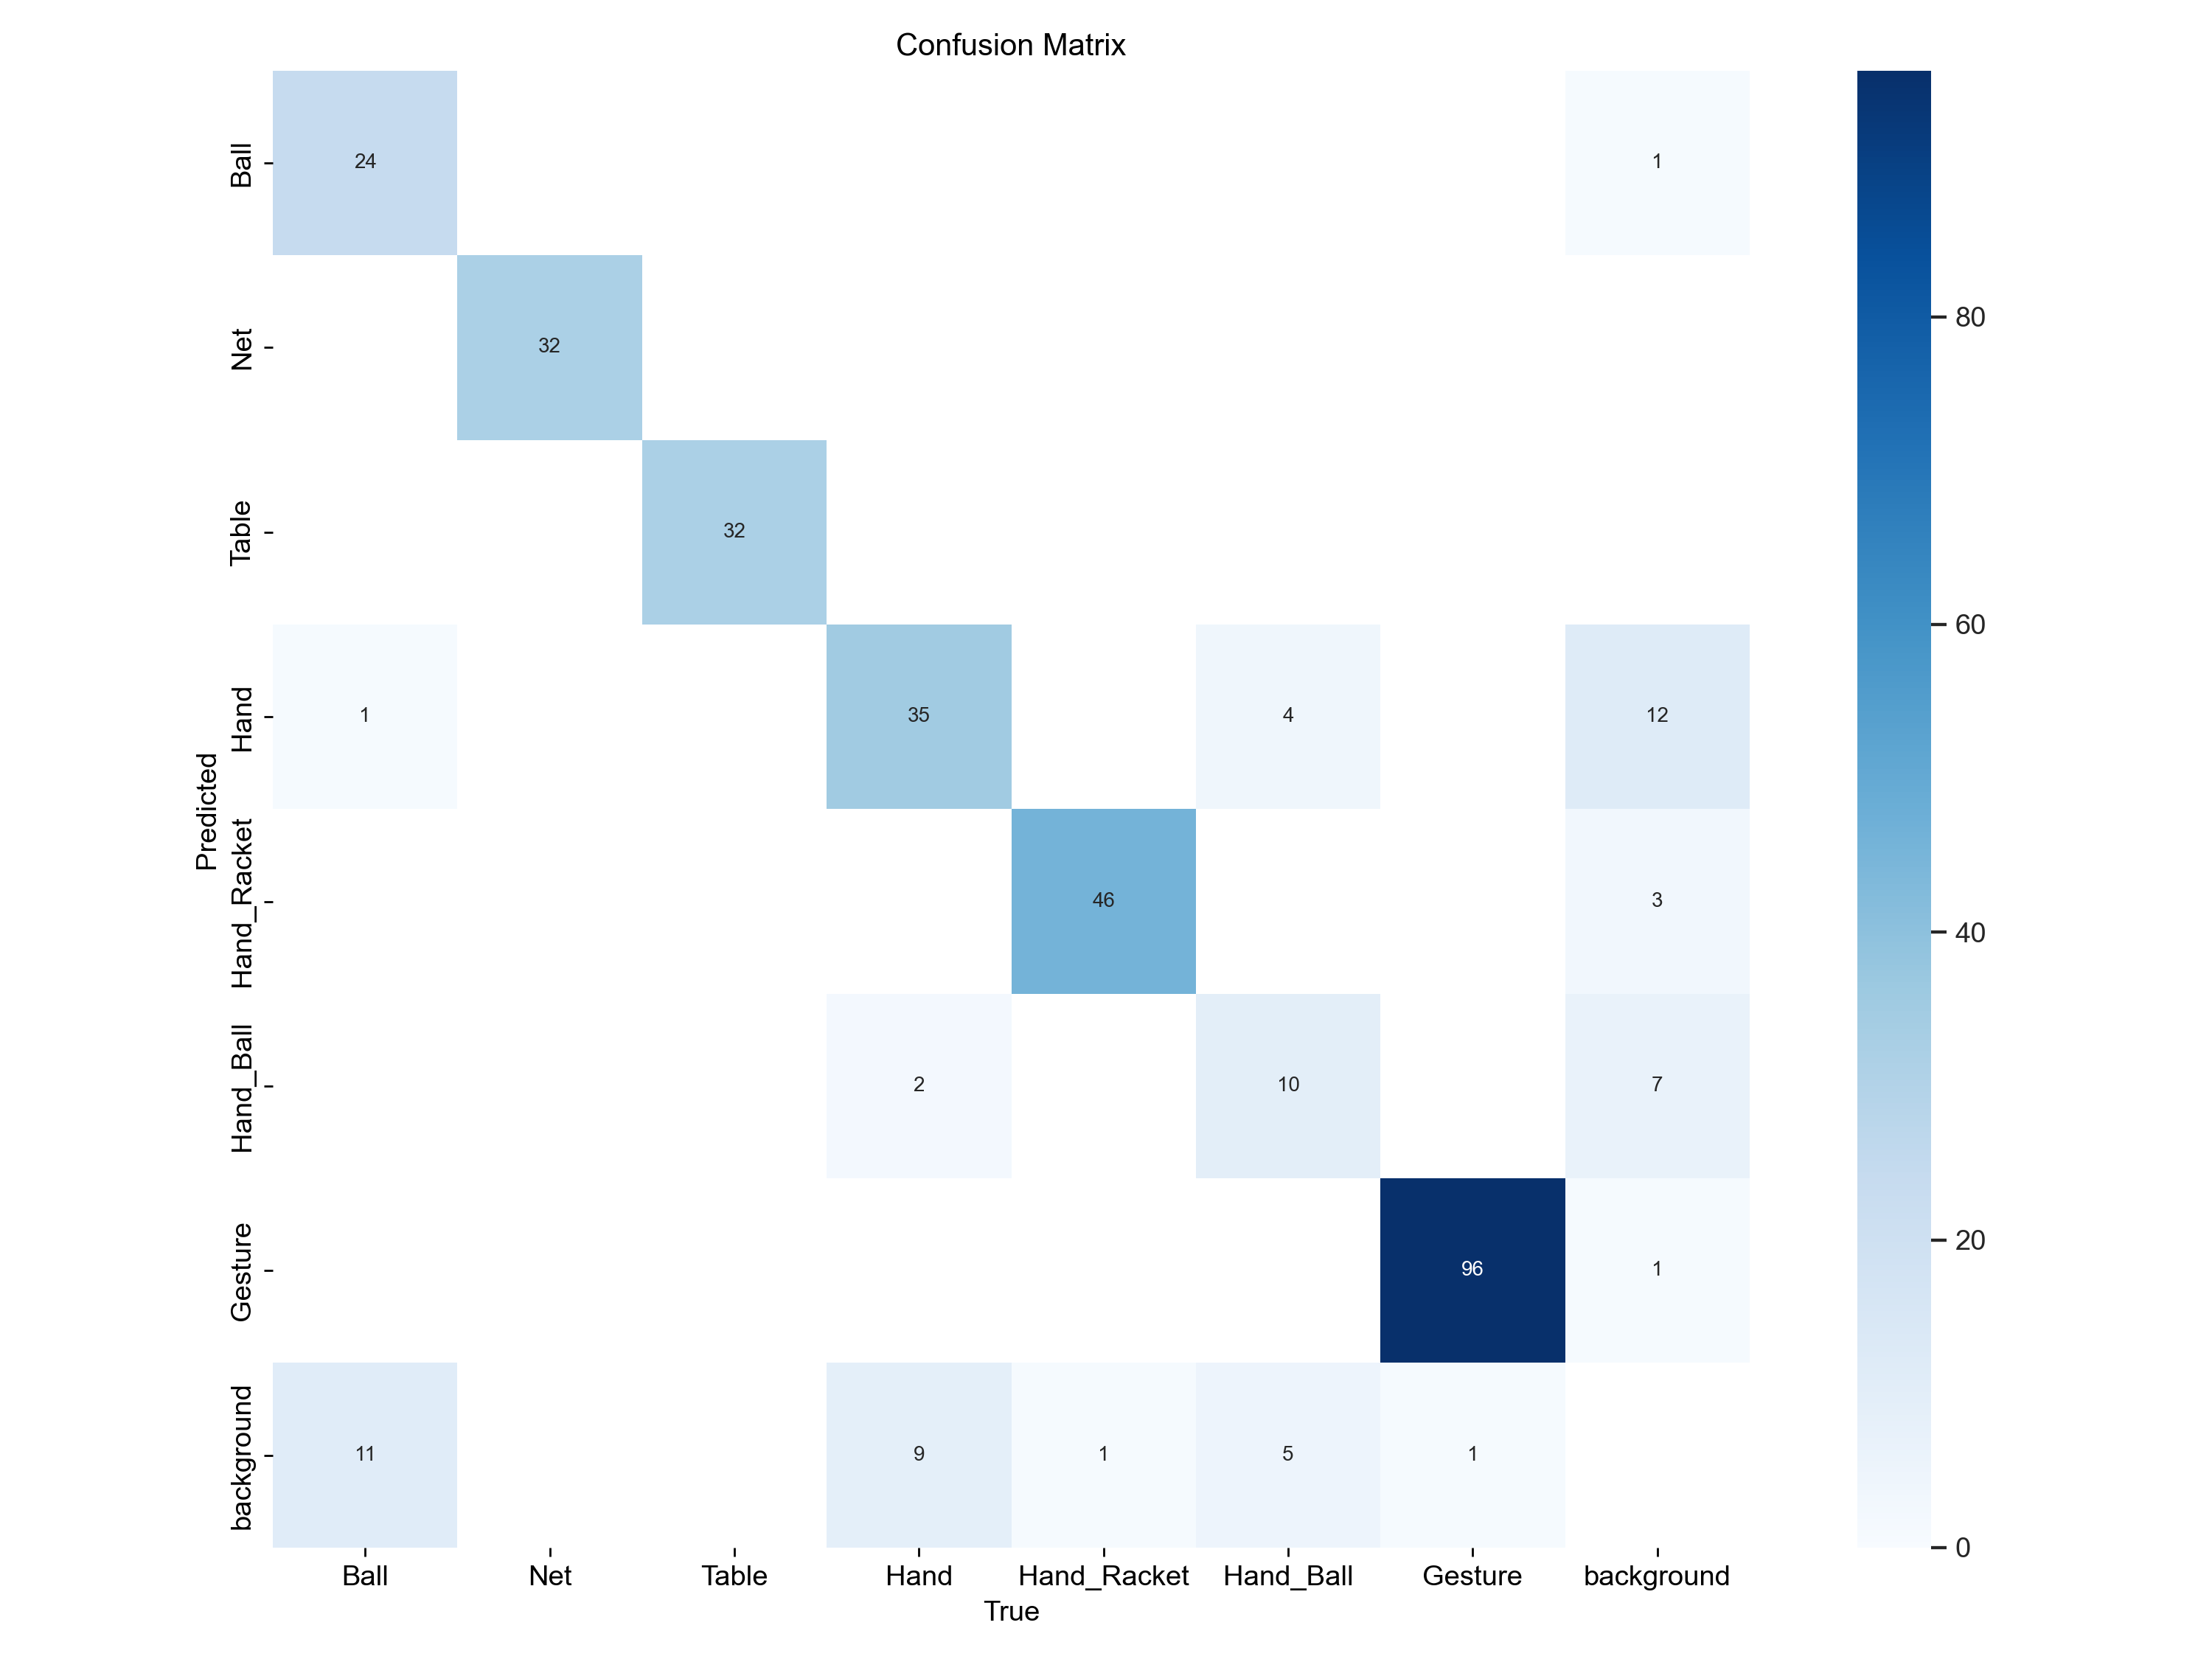 Confusion Matrix
Ball
24
1
Net
32
Table
32
80
Hand
1
35
4
12
60
Predicted
Hand_Racket
46
3
40
Hand_Ball
2
10
7
Gesture
96
1
20
background
11
9
1
5
1
0
Ball Net Table Hand Hand_Racket Hand_Ball Gesture background
True